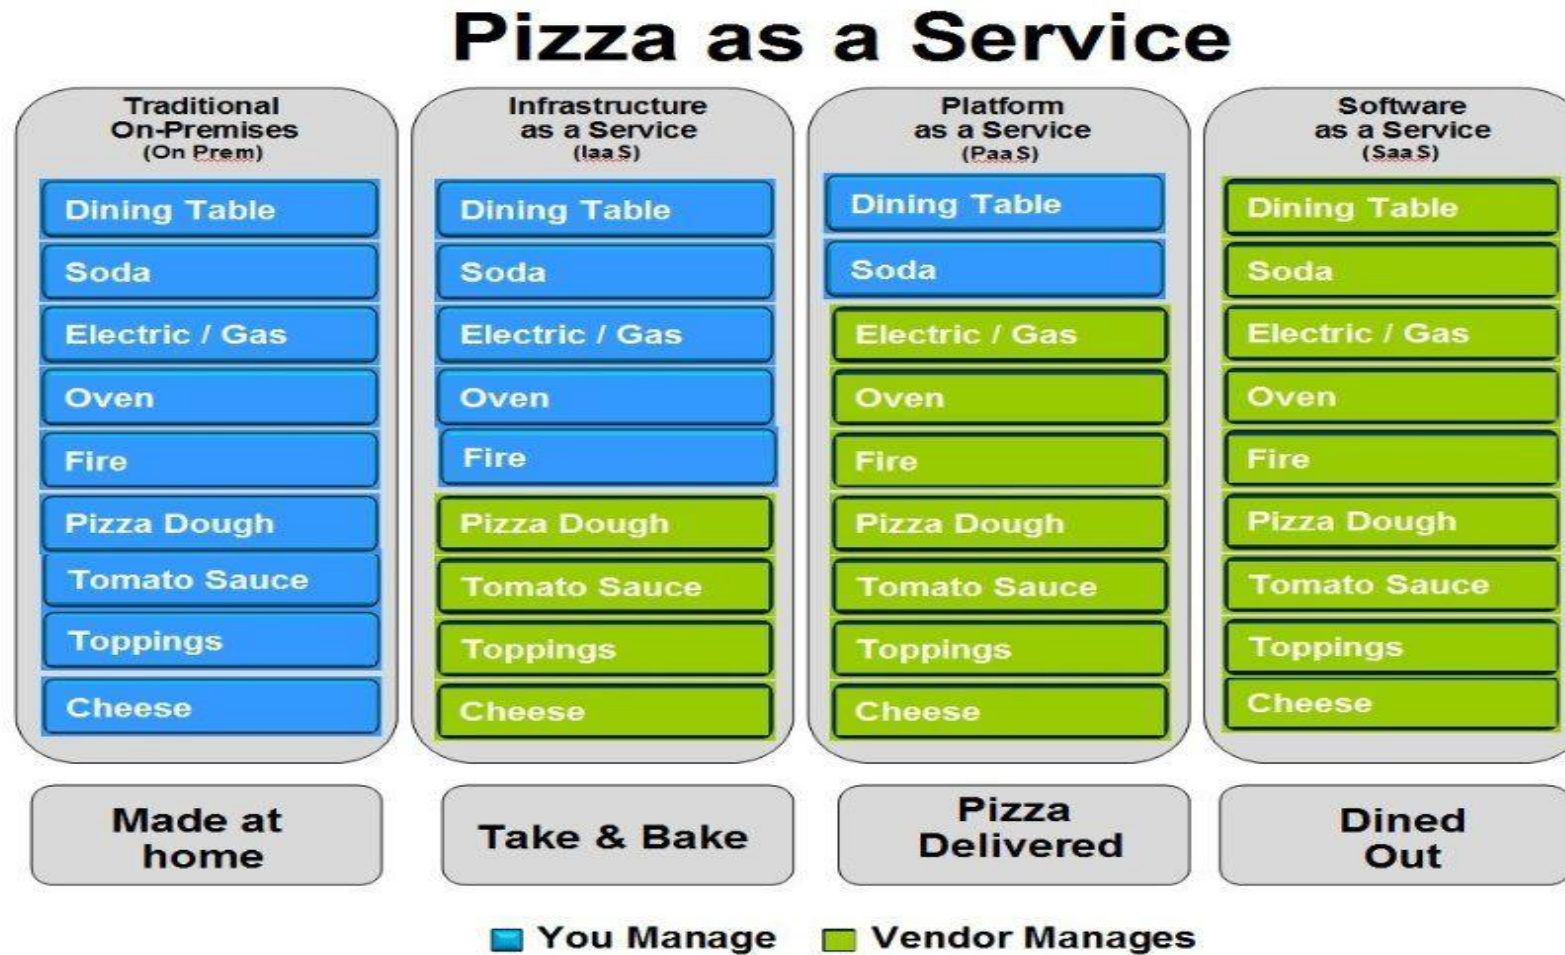 Pizza as a Service
Traditional
On-Premises
(On Prem)
Dining Table
Soda
Electric / Gas
Oven
Fire
Pizza Dough
Tomato Sauce
Toppings
Cheese
Made at
home
Infrastructure
as a Service
(IaaS)
Dining Table
Soda
Electric / Gas
Oven
Fire
Pizza Dough
Tomato Sauce
Toppings
Cheese
Take & Bake
Platform
as a Service
(PaaS)
Dining Table
Soda
Electric / Gas
Oven
Fire
Pizza Dough
Tomato Sauce
Toppings
Cheese
Pizza
Delivered
Software
as a Service
(SaaS)
Dining Table
Soda
Electric / Gas
Oven
Fire
Pizza Dough
Tomato Sauce
Toppings
Cheese
Dined
Out
You Manage
Vendor Manages